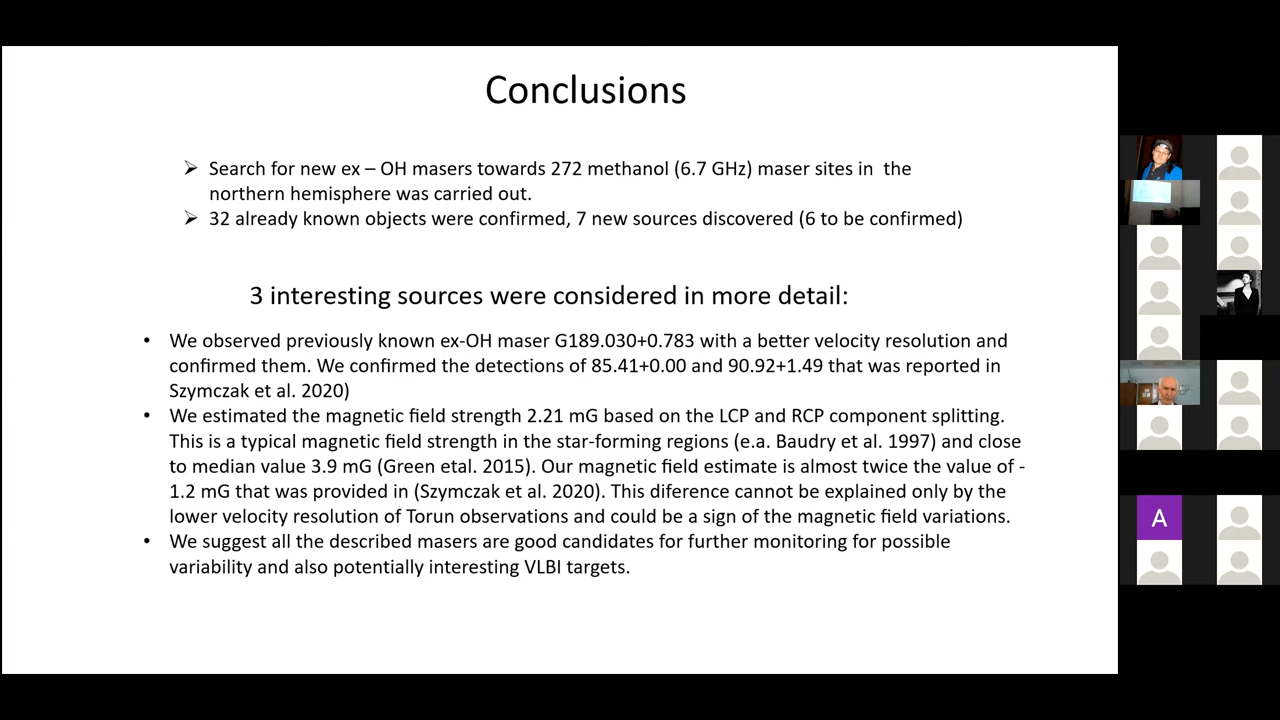 Conclusions
➢ Search for new ex – OH masers towards 272 methanol (6.7 GHz) maser sites in the
northern hemisphere was carried out.
➢ 32 already known objects were confirmed, 7 new sources discovered (6 to be confirmed)
3 interesting sources were considered in more detail:
• We observed previously known ex-OH maser G189.030+0.783 with a better velocity resolution and
confirmed them. We confirmed the detections of 85.41+0.00 and 90.92+1.49 that was reported in
Szymczak et al. 2020)
• We estimated the magnetic field strength 2.21 mG based on the LCP and RCP component splitting.
This is a typical magnetic field strength in the star-forming regions (e.a. Baudry et al. 1997) and close
to median value 3.9 mG (Green etal. 2015). Our magnetic field estimate is almost twice the value of -
1.2 mG that was provided in (Szymczak et al. 2020). This diference cannot be explained only by the
lower velocity resolution of Torun observations and could be a sign of the magnetic field variations.
• We suggest all the described masers are good candidates for further monitoring for possible
variability and also potentially interesting VLBI targets.
A